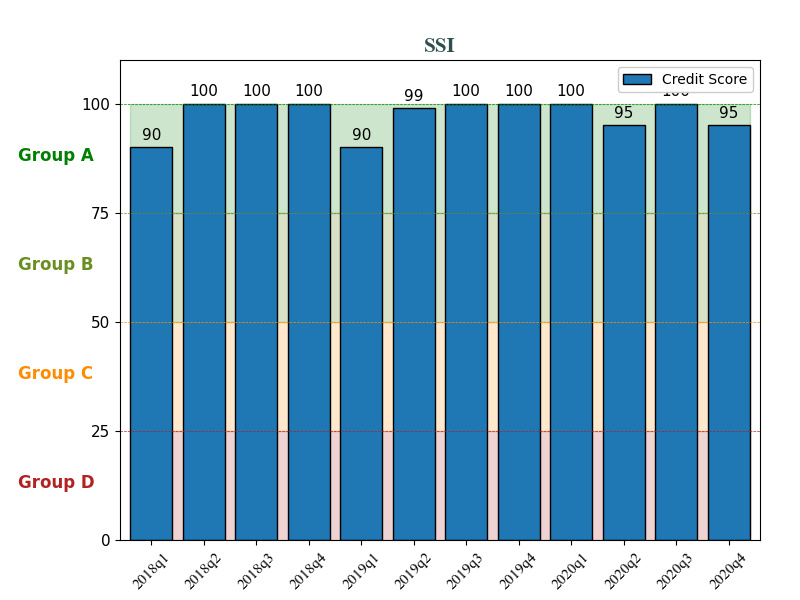 SSI
Credit Score
100
75
50
25
0
Group A
Group B
Group C
Group D
90
100
100
100
90
99
100
100
100
95
100
95
2018q1
2018q2
2018q3
2018q4
2019q1
2019q2
2019q3
2019q4
2020q1
2020q2
2020q3
2020q4